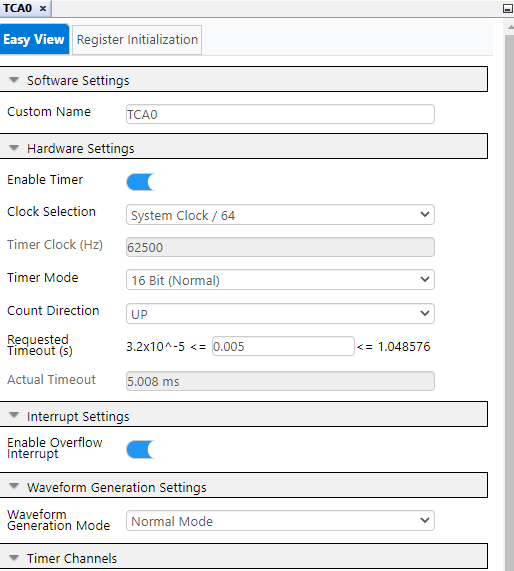 TCA0 ×
Easy View
Register Initialization
Software Settings
Custom Name
TCA0
Hardware Settings
Enable Timer
Clock Selection
System Clock / 64
Timer Clock (Hz)
62500
Timer Mode
16 Bit (Normal)
Count Direction
UP
Requested
Timeout (s)
3.2x10^-5 <= 0.005 <= 1.048576
Actual Timeout
5.008 ms
Interrupt Settings
Enable Overflow
Interrupt
Waveform Generation Settings
Waveform
Generation Mode
Normal Mode
Timer Channels